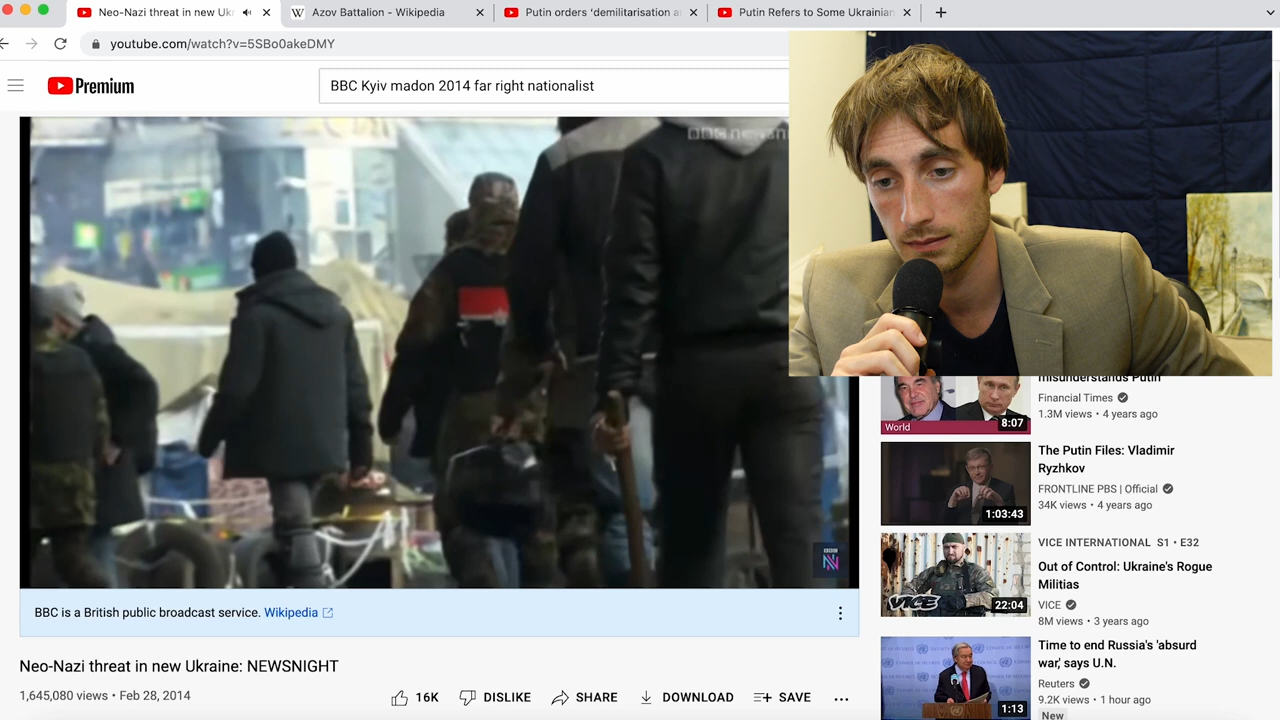 Neo-Nazi threat in new Ukr
Azov Battalion - Wikipe
Putin orders ‘demilitarisation a
Putin Refers to Some Ukrainian
youtube.com/watch?v=5SBo0akeDMY
Premium
BBC Kyiv madon 2014 far right nationalist
BBC
BBC is a British public broadcast service. Wikipedia
Neo-Nazi threat in new Ukraine: NEWSNIGHT
1,645,080 views • Feb 28, 2014
16K
DISLIKE
SHARE
DOWNLOAD
SAVE
misunderstands Putin
Financial Times
1.3M views • 4 years ago
World
8:07
The Putin Files: Vladimir
Ryzhkov
FRONTLINE PBS | Official
34K views • 4 years ago
1:03:43
VICE INTERNATIONAL S1 • E32
Out of Control: Ukraine's Rogue
Militias
VICE
8M views • 3 years ago
VICE
22:04
Time to end Russia's 'absurd
war,' says U.N.
Reuters
9.2K views • 1 hour ago
New
1:13